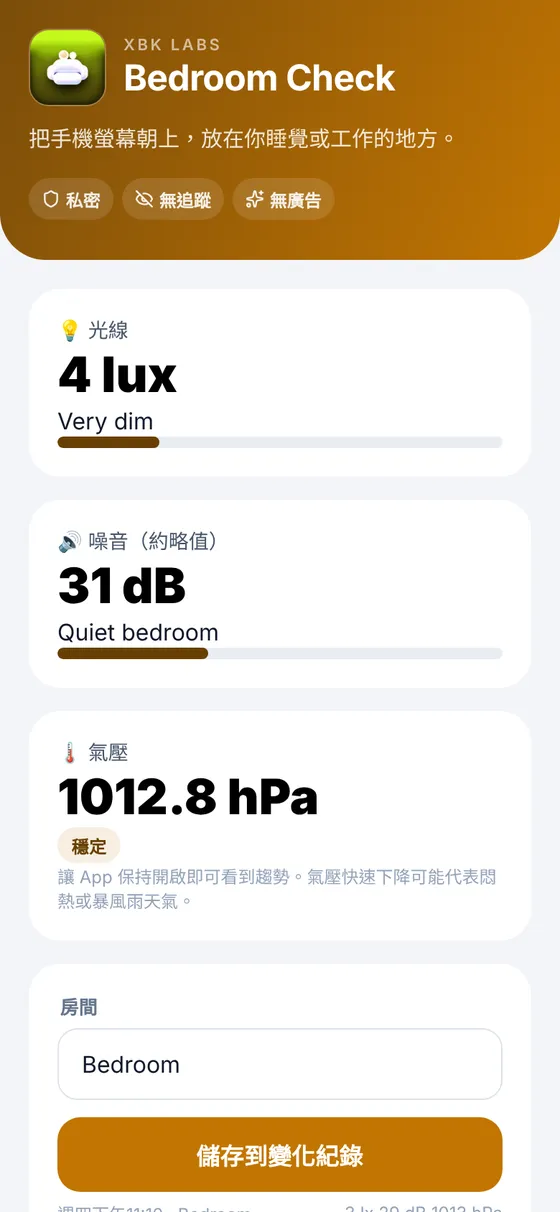 XBK LABS
Bedroom Check
把手機螢幕朝上，放在你睡覺或工作的地方。
私密
無追蹤
無廣告
光線
4 lux
Very dim
噪音（約略值）
31 dB
Quiet bedroom
氣壓
1012.8 hPa
穩定
讓 App 保持開啟即可看到趨勢。氣壓快速下降可能代表悶
熱或暴風雨天氣。
房間
Bedroom
儲存到變化紀錄